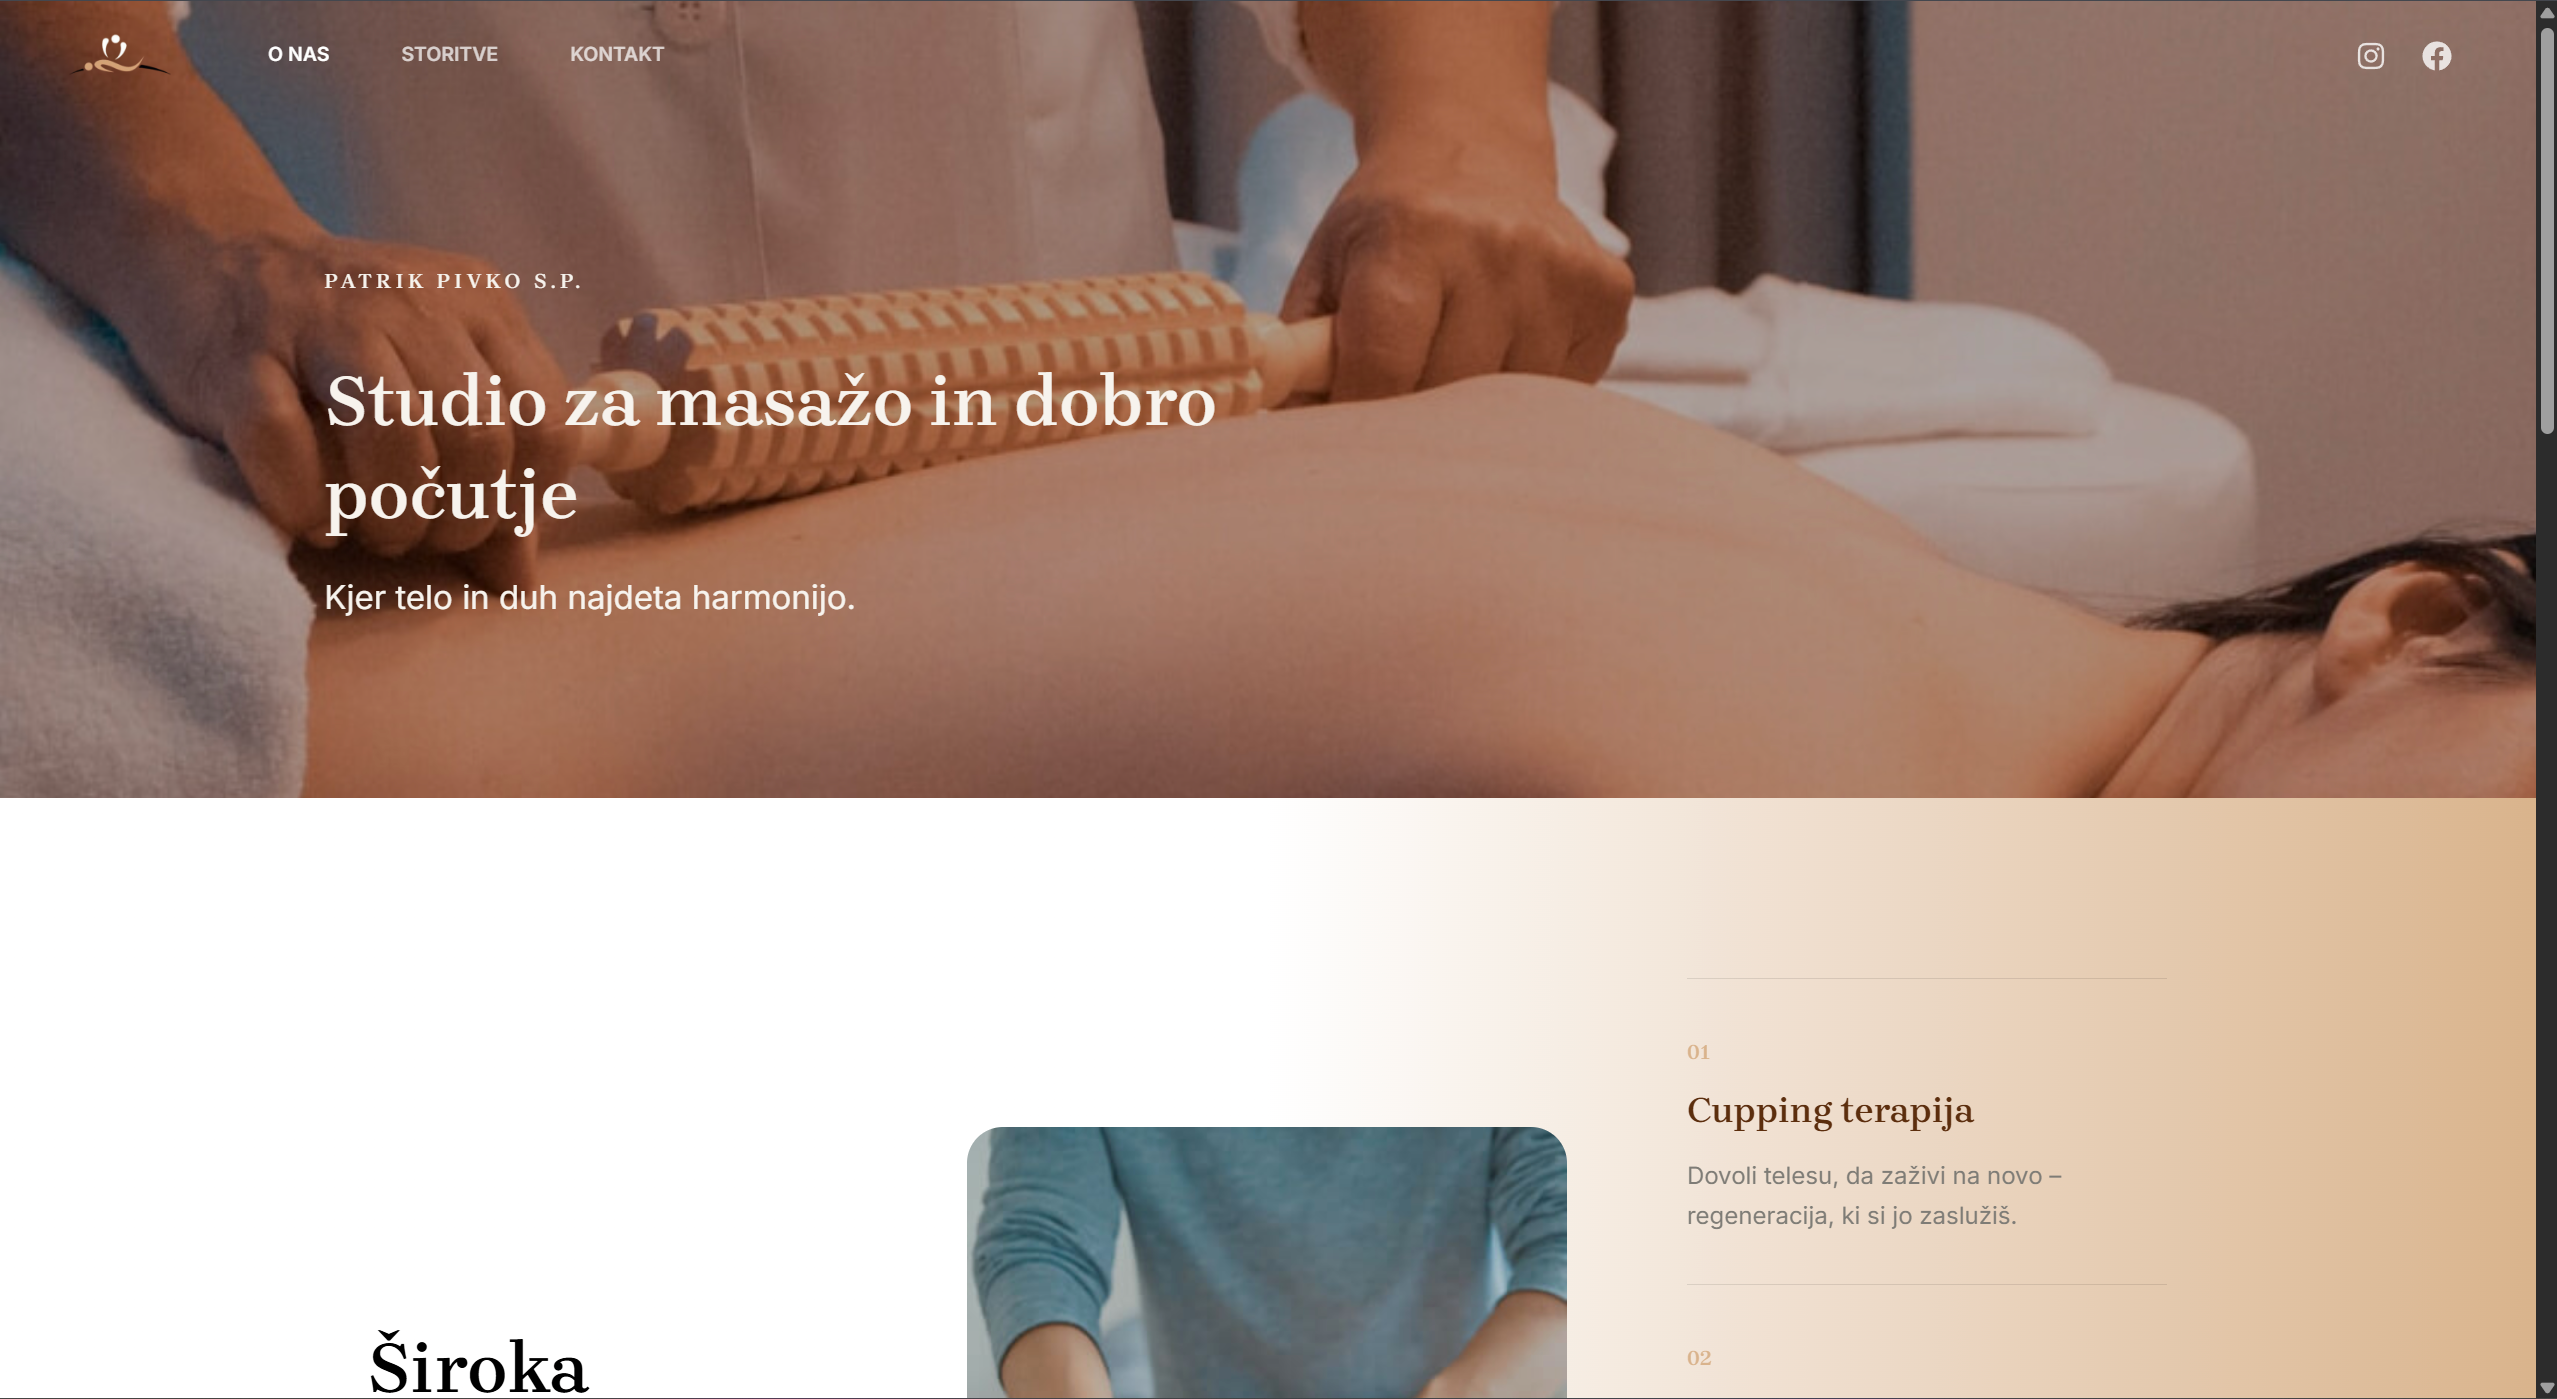 O NAS
STORITVE
KONTAKT
PATRIK PIVKO S.P.
Studio za masažo in dobro
počutje
Kjer telo in duh najdeta harmonijo.
01
Cupping terapija
Dovoli telesu, da zaživi na novo –
regeneracija, ki si jo zaslužiš.
Široka
02